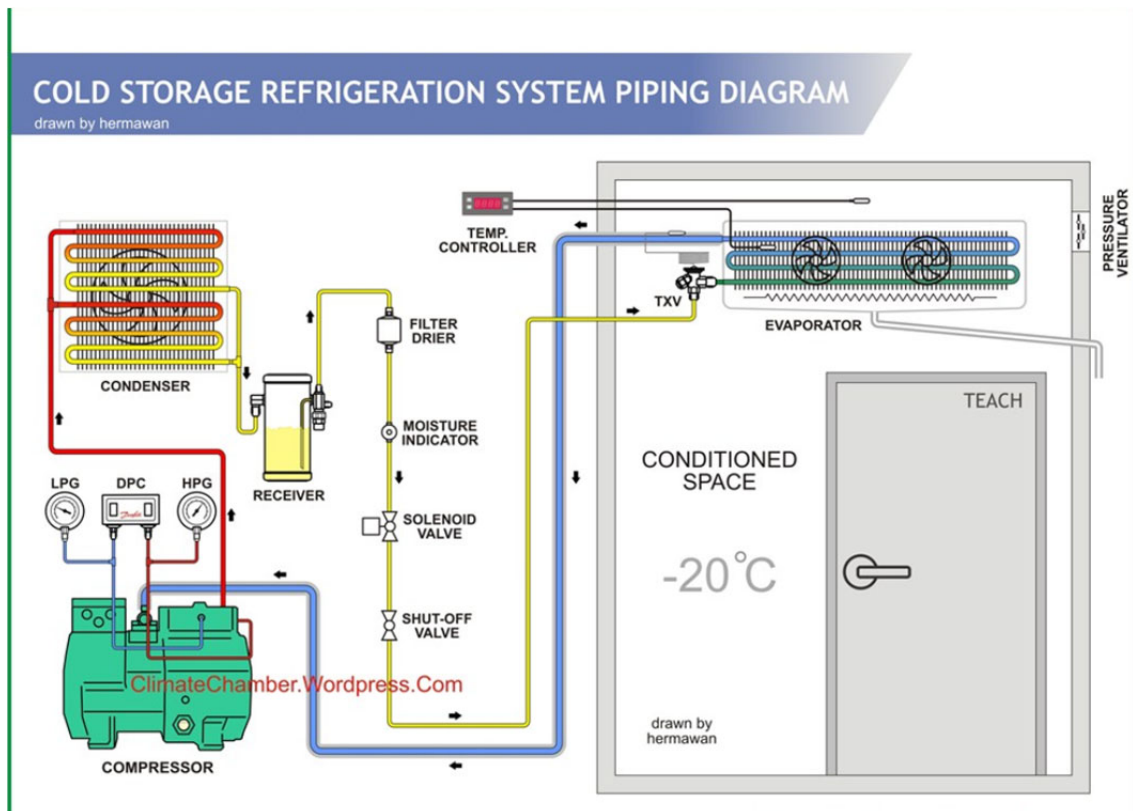 COLD STORAGE REFRIGERATION SYSTEM PIPING DIAGRAM
drawn by hermawan
TEMP.
CONTROLLER
PRESSURE
VENTILATOR
TXV
EVAPORATOR
FILTER
DRIER
CONDENSER
TEACH
MOISTURE
INDICATOR
CONDITIONED
SPACE
LPG
DPC
HPG
RECEIVER
Danfoss
SOLENOID
VALVE
-20°C
SHUT-OFF
VALVE
ClimateChamber.Wordpress.Com
drawn by
hermawan
COMPRESSOR